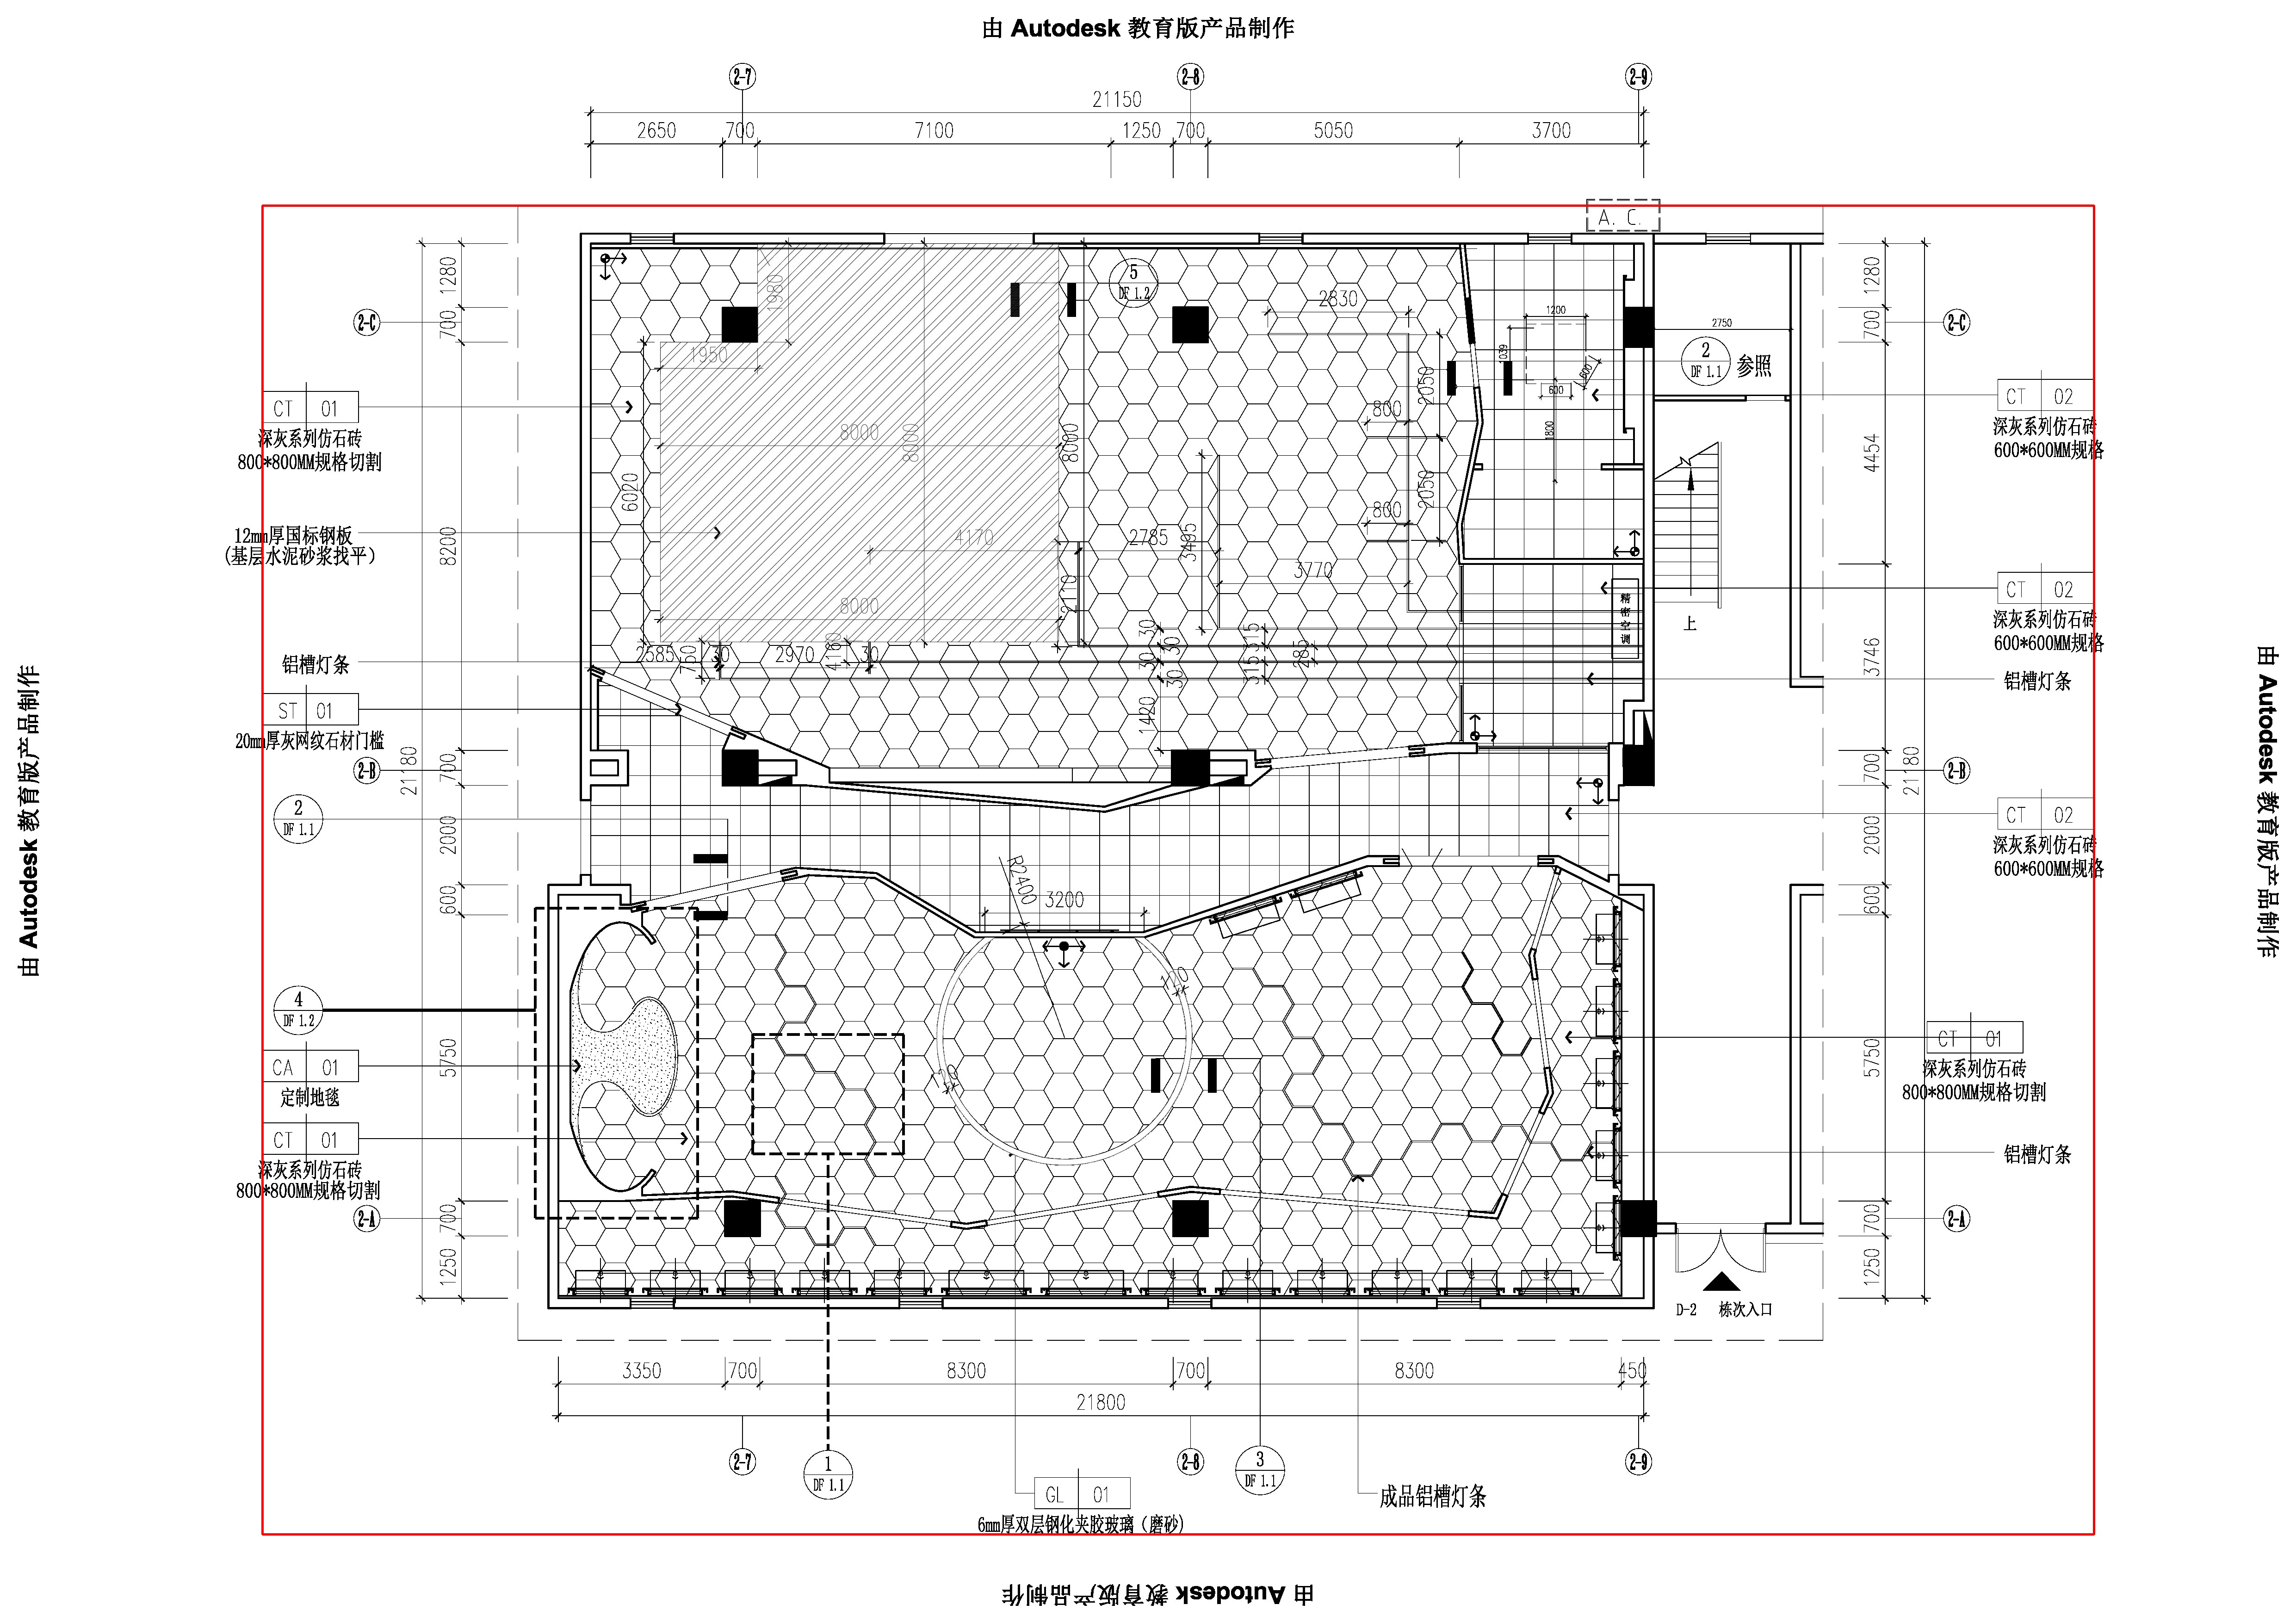 由 Autodesk 教育版产品制作
2-7
2-8
2-9
21150
2650
700
7100
1250
700
5050
3700
A. C.
1280
700
8200
700
2000
600
5750
700
1250
21180
2-C
2-B
2-A
CT 01
深灰系列仿石砖
800*800MM规格切割
12mm厚国标钢板
(基层水泥砂浆找平)
铝槽灯条
ST 01
20mm厚灰网纹石材门槛
2
DF 1.1
4
DF 1.2
CA 01
定制地毯
CT 01
深灰系列仿石砖
800*800MM规格切割
1980
1950
5
DF 1.2
2830
1200
1039
600
600
1800
2750
2
DF 1.1
参照
8000
8000
8000
6020
800
2050
800
2050
4170
2785
3495
3770
8000
2110
2585
750
30
2970
4160
30
30
30
30
30
315
315
285
1420
精密空调
上
R2400
3200
120
120
1280
700
4454
3746
700
2000
600
5750
700
1250
21180
2-C
2-B
2-A
CT 02
深灰系列仿石砖
600*600MM规格
CT 02
深灰系列仿石砖
600*600MM规格
铝槽灯条
CT 02
深灰系列仿石砖
600*600MM规格
CT 01
深灰系列仿石砖
800*800MM规格切割
铝槽灯条
D-2 栋次入口
3350
700
8300
700
8300
450
21800
2-7
2-8
2-9
1
DF 1.1
3
DF 1.1
GL 01
6mm厚双层钢化夹胶玻璃（磨砂)
成品铝槽灯条
由 Autodesk 教育版产品制作
由 Autodesk 教育版产品制作
由 Autodesk 教育版产品制作